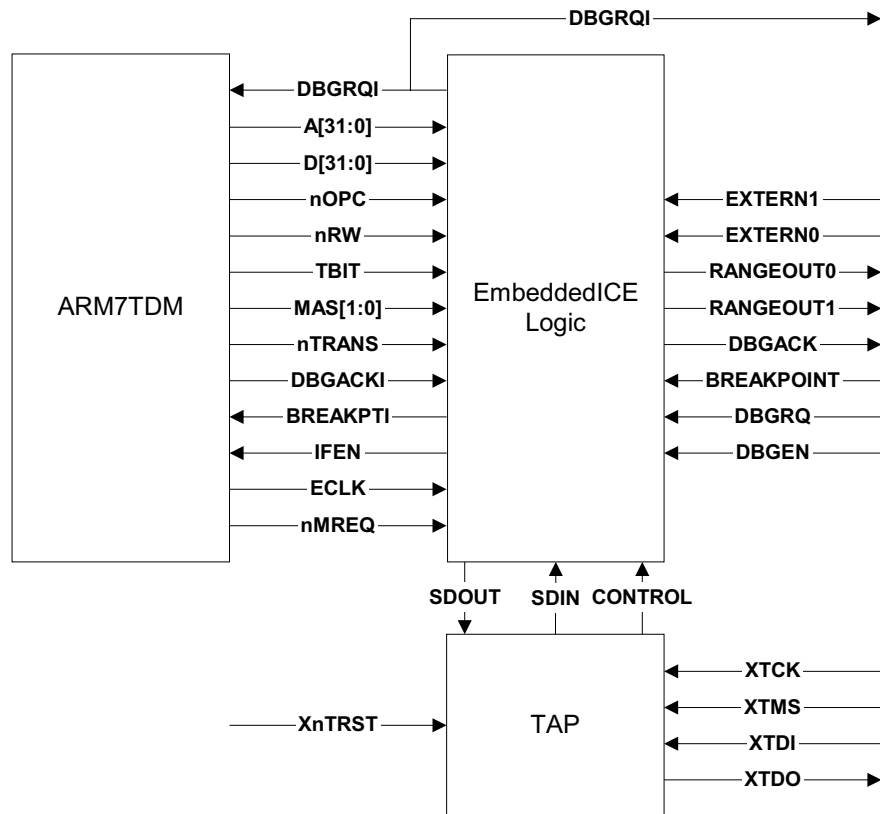 DBGRQI
DBGRQI
A[31:0]
D[31:0]
nOPC
EXTERN1
nRW
EXTERN0
TBIT
RANGEOUT0
ARM7TDM
EmbeddedICE
Logic
MAS[1:0]
RANGEOUT1
nTRANS
DBGACK
DBGACKI
BREAKPOINT
BREAKPTI
DBGRQ
IFEN
DBGEN
ECLK
nMREQ
SDOUT
SDIN
CONTROL
XTCK
XTMS
XnTRST
TAP
XTDI
XTDO